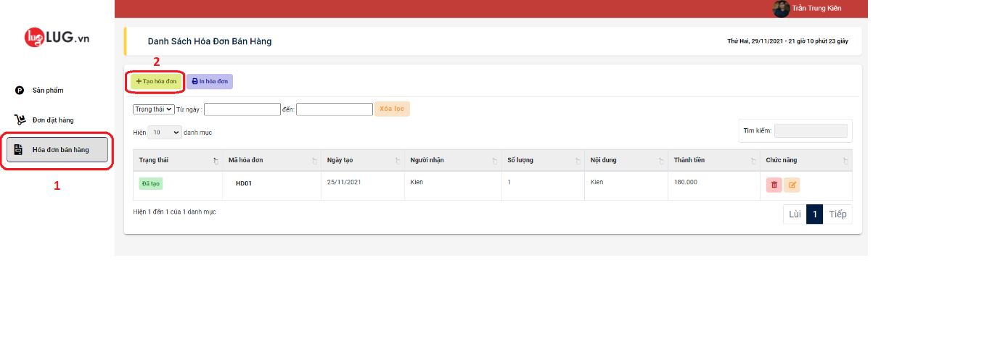 Trần Trung Kiên
lug LUG.vn
Danh Sách Hóa Đơn Bán Hàng
Thứ Hai, 29/11/2021 - 21 giờ 10 phút 23 giây
2
Tạo hóa đơn
In hóa đơn
Sản phẩm
Đơn đặt hàng
Hóa đơn bán hàng
1
Trạng thái Từ ngày : đến: Xóa lọc
Hiện 10 danh mục
Tìm kiếm:
Trạng thái Mã hóa đơn Ngày tạo Người nhận Số lượng Nội dung Thành tiền Chức năng
Đã tạo HD01 25/11/2021 Kien 1 Kien 180.000
Hiện 1 đến 1 của 1 danh mục
Lùi 1 Tiếp